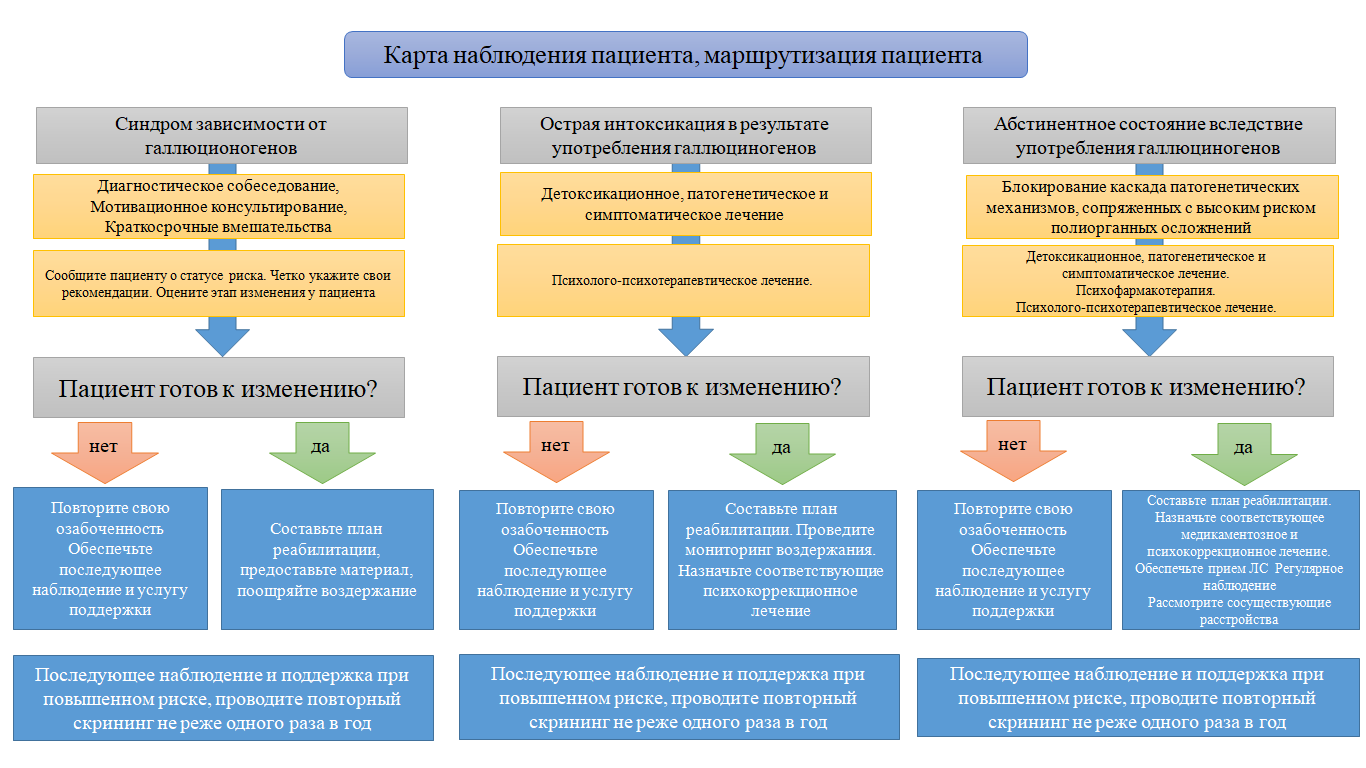 Карта наблюдения пациента, маршрутизация пациента
Синдром зависимости от
галлюционогенов
Диагностическое собеседование,
Мотивационное консультирование,
Краткосрочные вмешательства
Сообщите пациенту о статусе риска. Четко укажите свои
рекомендации. Оцените этап изменения у пациента
Пациент готов к изменению?
нет
да
Повторите свою
озабоченность
Обеспечьте
последующее
наблюдение и услугу
поддержки
Составьте план
реабилитации,
предоставьте материал,
поощряйте воздержание
Последующее наблюдение и поддержка при
повышенном риске, проводите повторный
скрининг не реже одного раза в год
Острая интоксикация в результате
употребления галлюциногенов
Детоксикационное, патогенетическое и
симптоматическое лечение
Психолого-психотерапевтическое лечение.
Пациент готов к изменению?
нет
да
Повторите свою
озабоченность
Обеспечьте
последующее
наблюдение и услугу
поддержки
Составьте план
реабилитации. Проведите
мониторинг воздержания.
Назначьте соответствующие
психокоррекционное
лечение
Последующее наблюдение и поддержка при
повышенном риске, проводите повторный
скрининг не реже одного раза в год
Абстинентное состояние вследствие
употребления галлюциногенов
Блокирование каскада патогенетических
механизмов, сопряженных с высоким риском
полиорганных осложнений
Детоксикационное, патогенетическое и
симптоматическое лечение.
Психофармакотерапия.
Психолого-психотерапевтическое лечение.
Пациент готов к изменению?
нет
да
Повторите свою
озабоченность
Обеспечьте
последующее
наблюдение и услугу
поддержки
Составьте план реабилитации.
Назначьте соответствующее
медикаментозное и
психокоррекционное лечение.
Обеспечьте прием ЛС Регулярное
наблюдение
Рассмотрите сосуществующие
расстройства
Последующее наблюдение и поддержка при
повышенном риске, проводите повторный
скрининг не реже одного раза в год